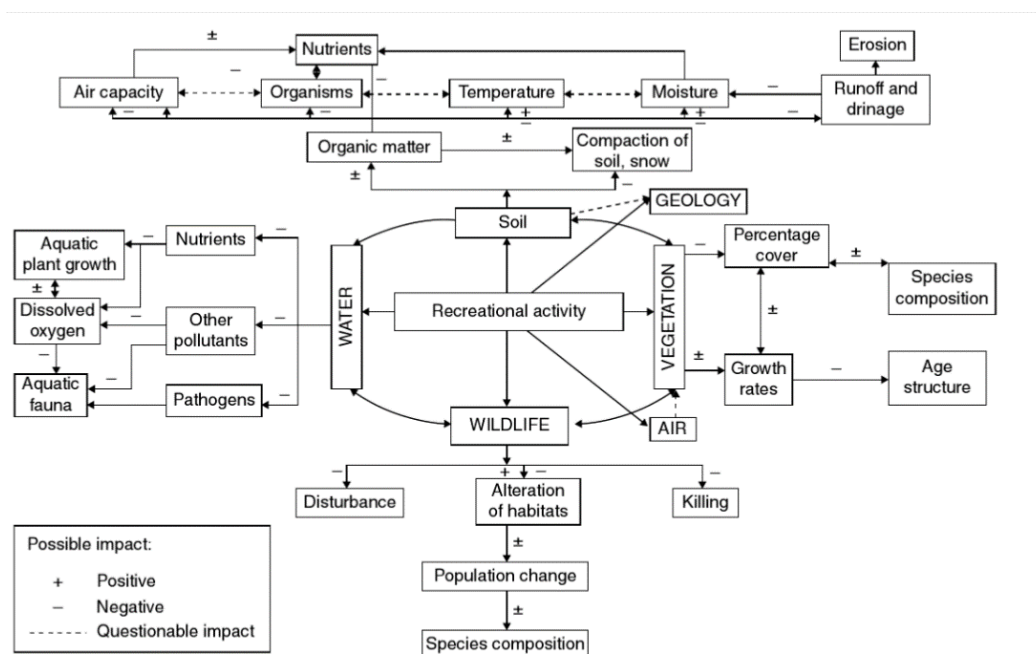 Nutrients
Erosion
Air capacity
Organisms
Temperature
Moisture
Runoff and
drinage
Organic matter
Compaction of
soil, snow
GEOLOGY
Soil
Nutrients
Aquatic
plant growth
Percentage
cover
Species
composition
Dissolved
oxygen
Other
pollutants
WATER
Recreational activity
VEGETATION
Growth
rates
Age
structure
Aquatic
fauna
Pathogens
WILDLIFE
AIR
Disturbance
Alteration
of habitats
Killing
Population change
Species composition
Possible impact:
+ Positive
– Negative
Questionable impact